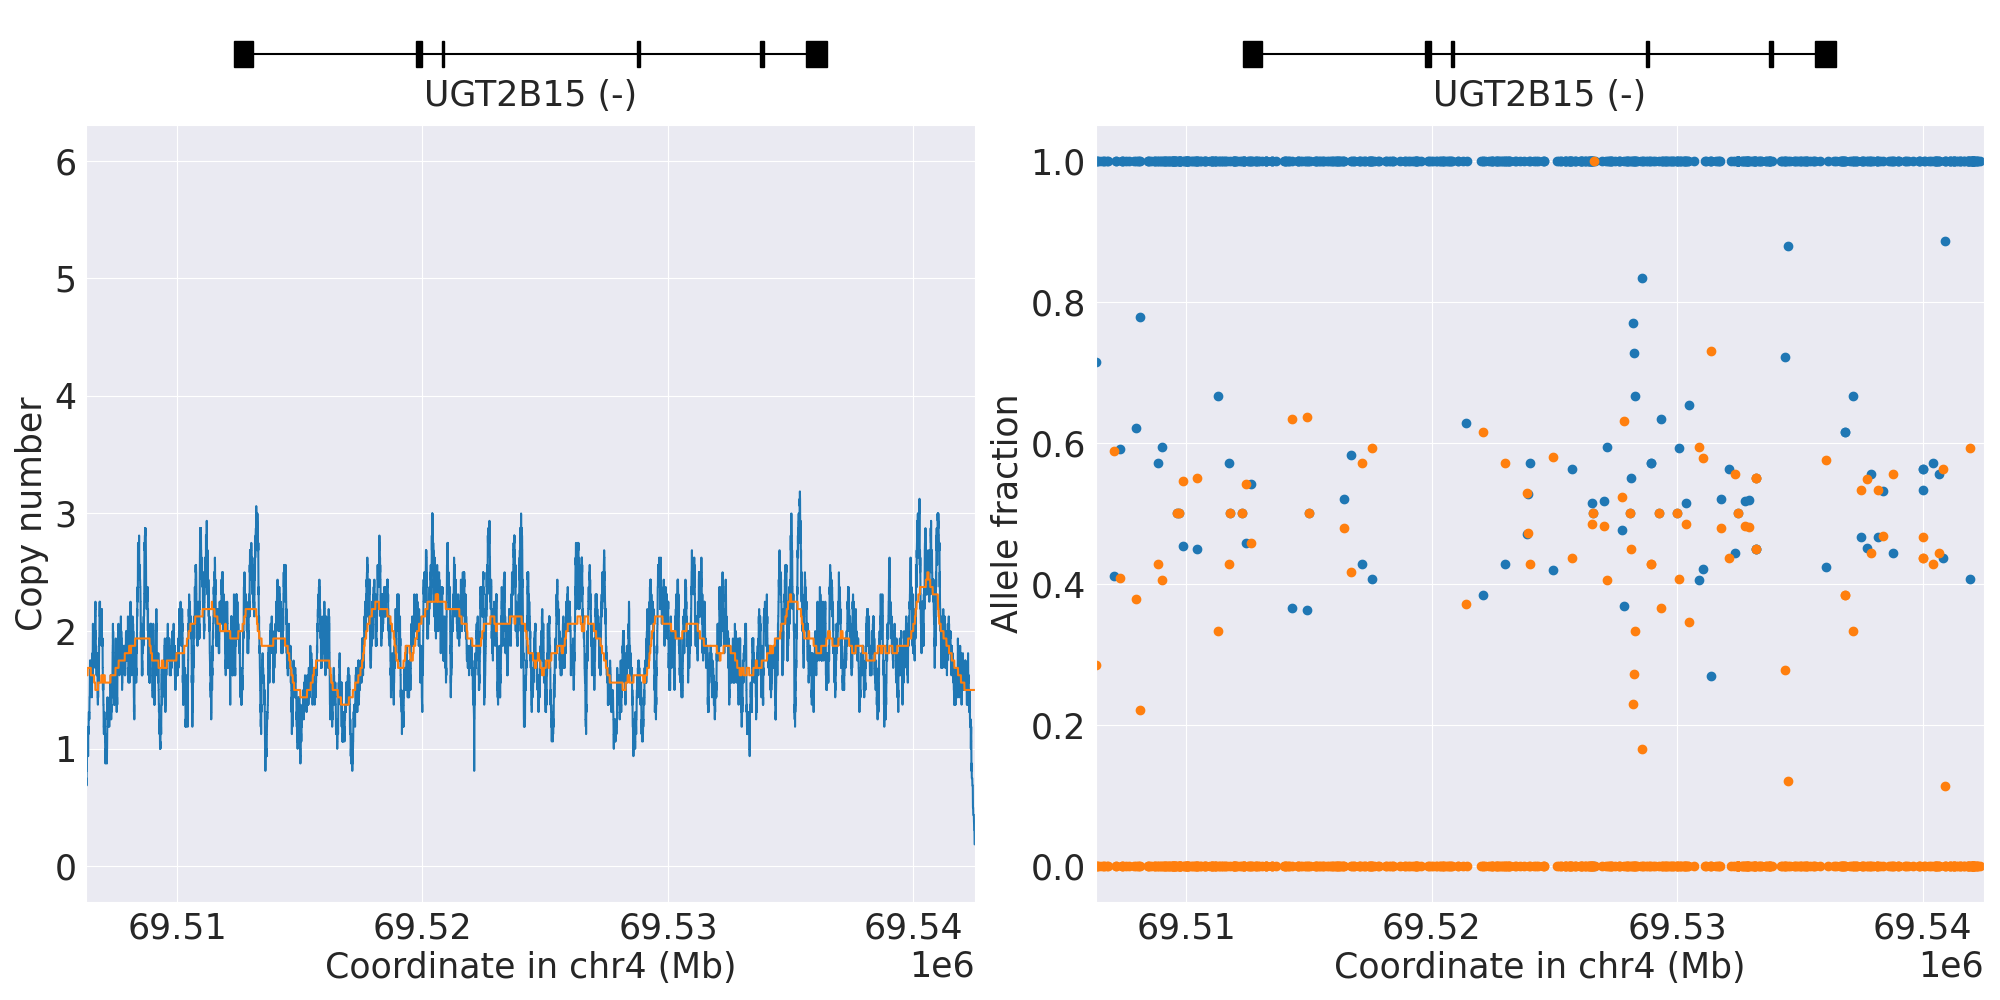 UGT2B15 (-)
6
5
4
3
2
1
0
Copy number
69.51 69.52 69.53 69.54
Coordinate in chr4 (Mb)
1e6
UGT2B15 (-)
1.0
0.8
0.6
0.4
0.2
0.0
Allele fraction
69.51 69.52 69.53 69.54
Coordinate in chr4 (Mb)
1e6